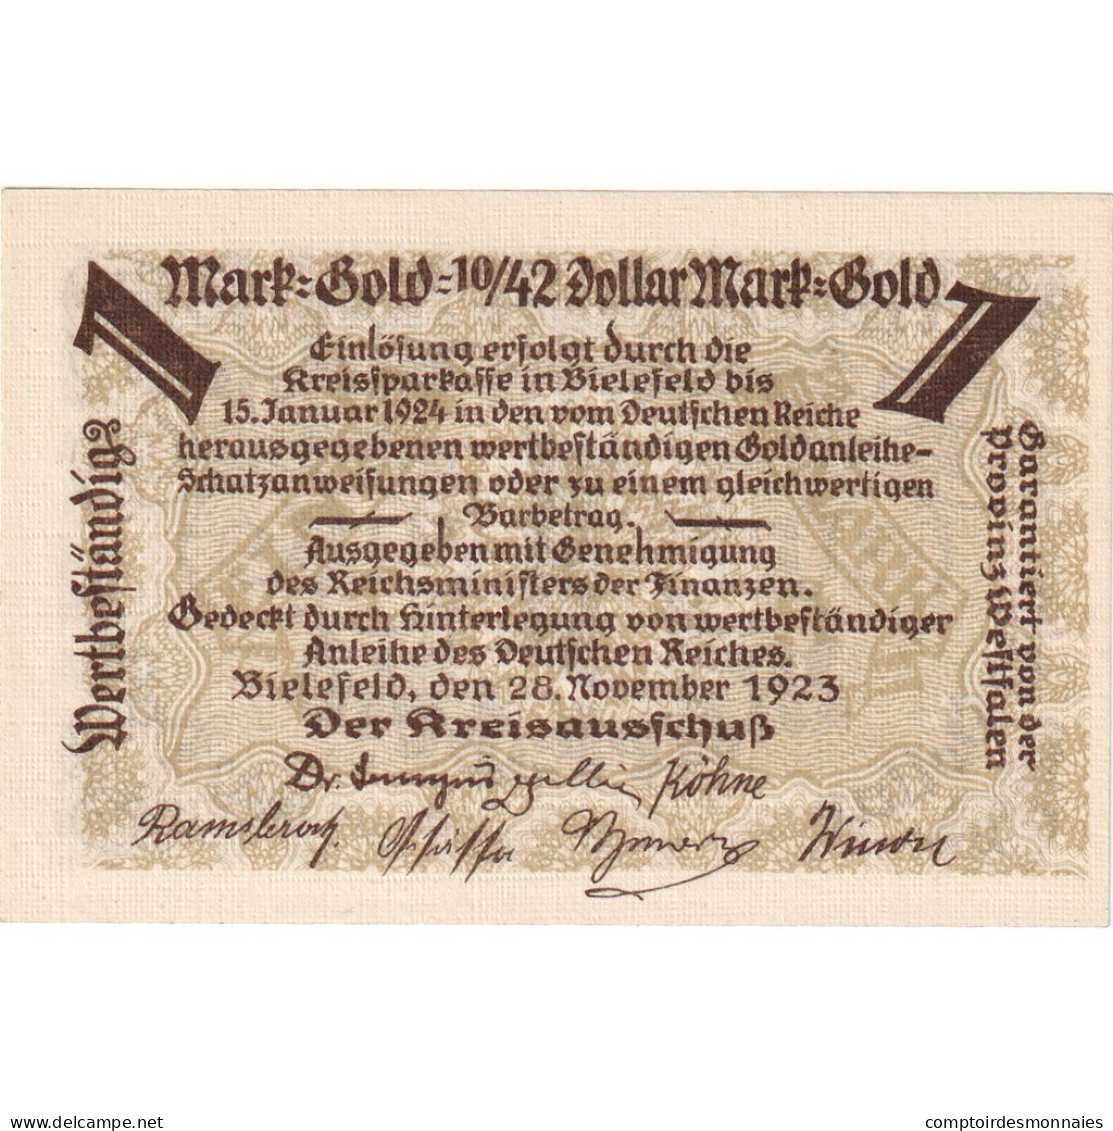 1 Mark=Gold=10/42 Dollar Mark=Gold 1
Einlösung erfolgt durch die
Kreissparkasse in Bielefeld bis
15. Januar 1924 in den vom Deutschen Reiche
herausgegebenen wertbeständigen Goldanleihe-
Schatzanweisungen oder zu einem gleichwertigen
Barbetrag.
Ausgegeben mit Genehmigung
des Reichsministers der Finanzen.
Gedeckt durch Hinterlegung von wertbeständiger
Anleihe des Deutschen Reiches.
Bielefeld, den 28. November 1923
Der Kreisausschuß
Dr. Köhne
Wertbeständig
Garantiert von der
Provinz Westfalen
Delcampe.net
comptoirdesmonnaies